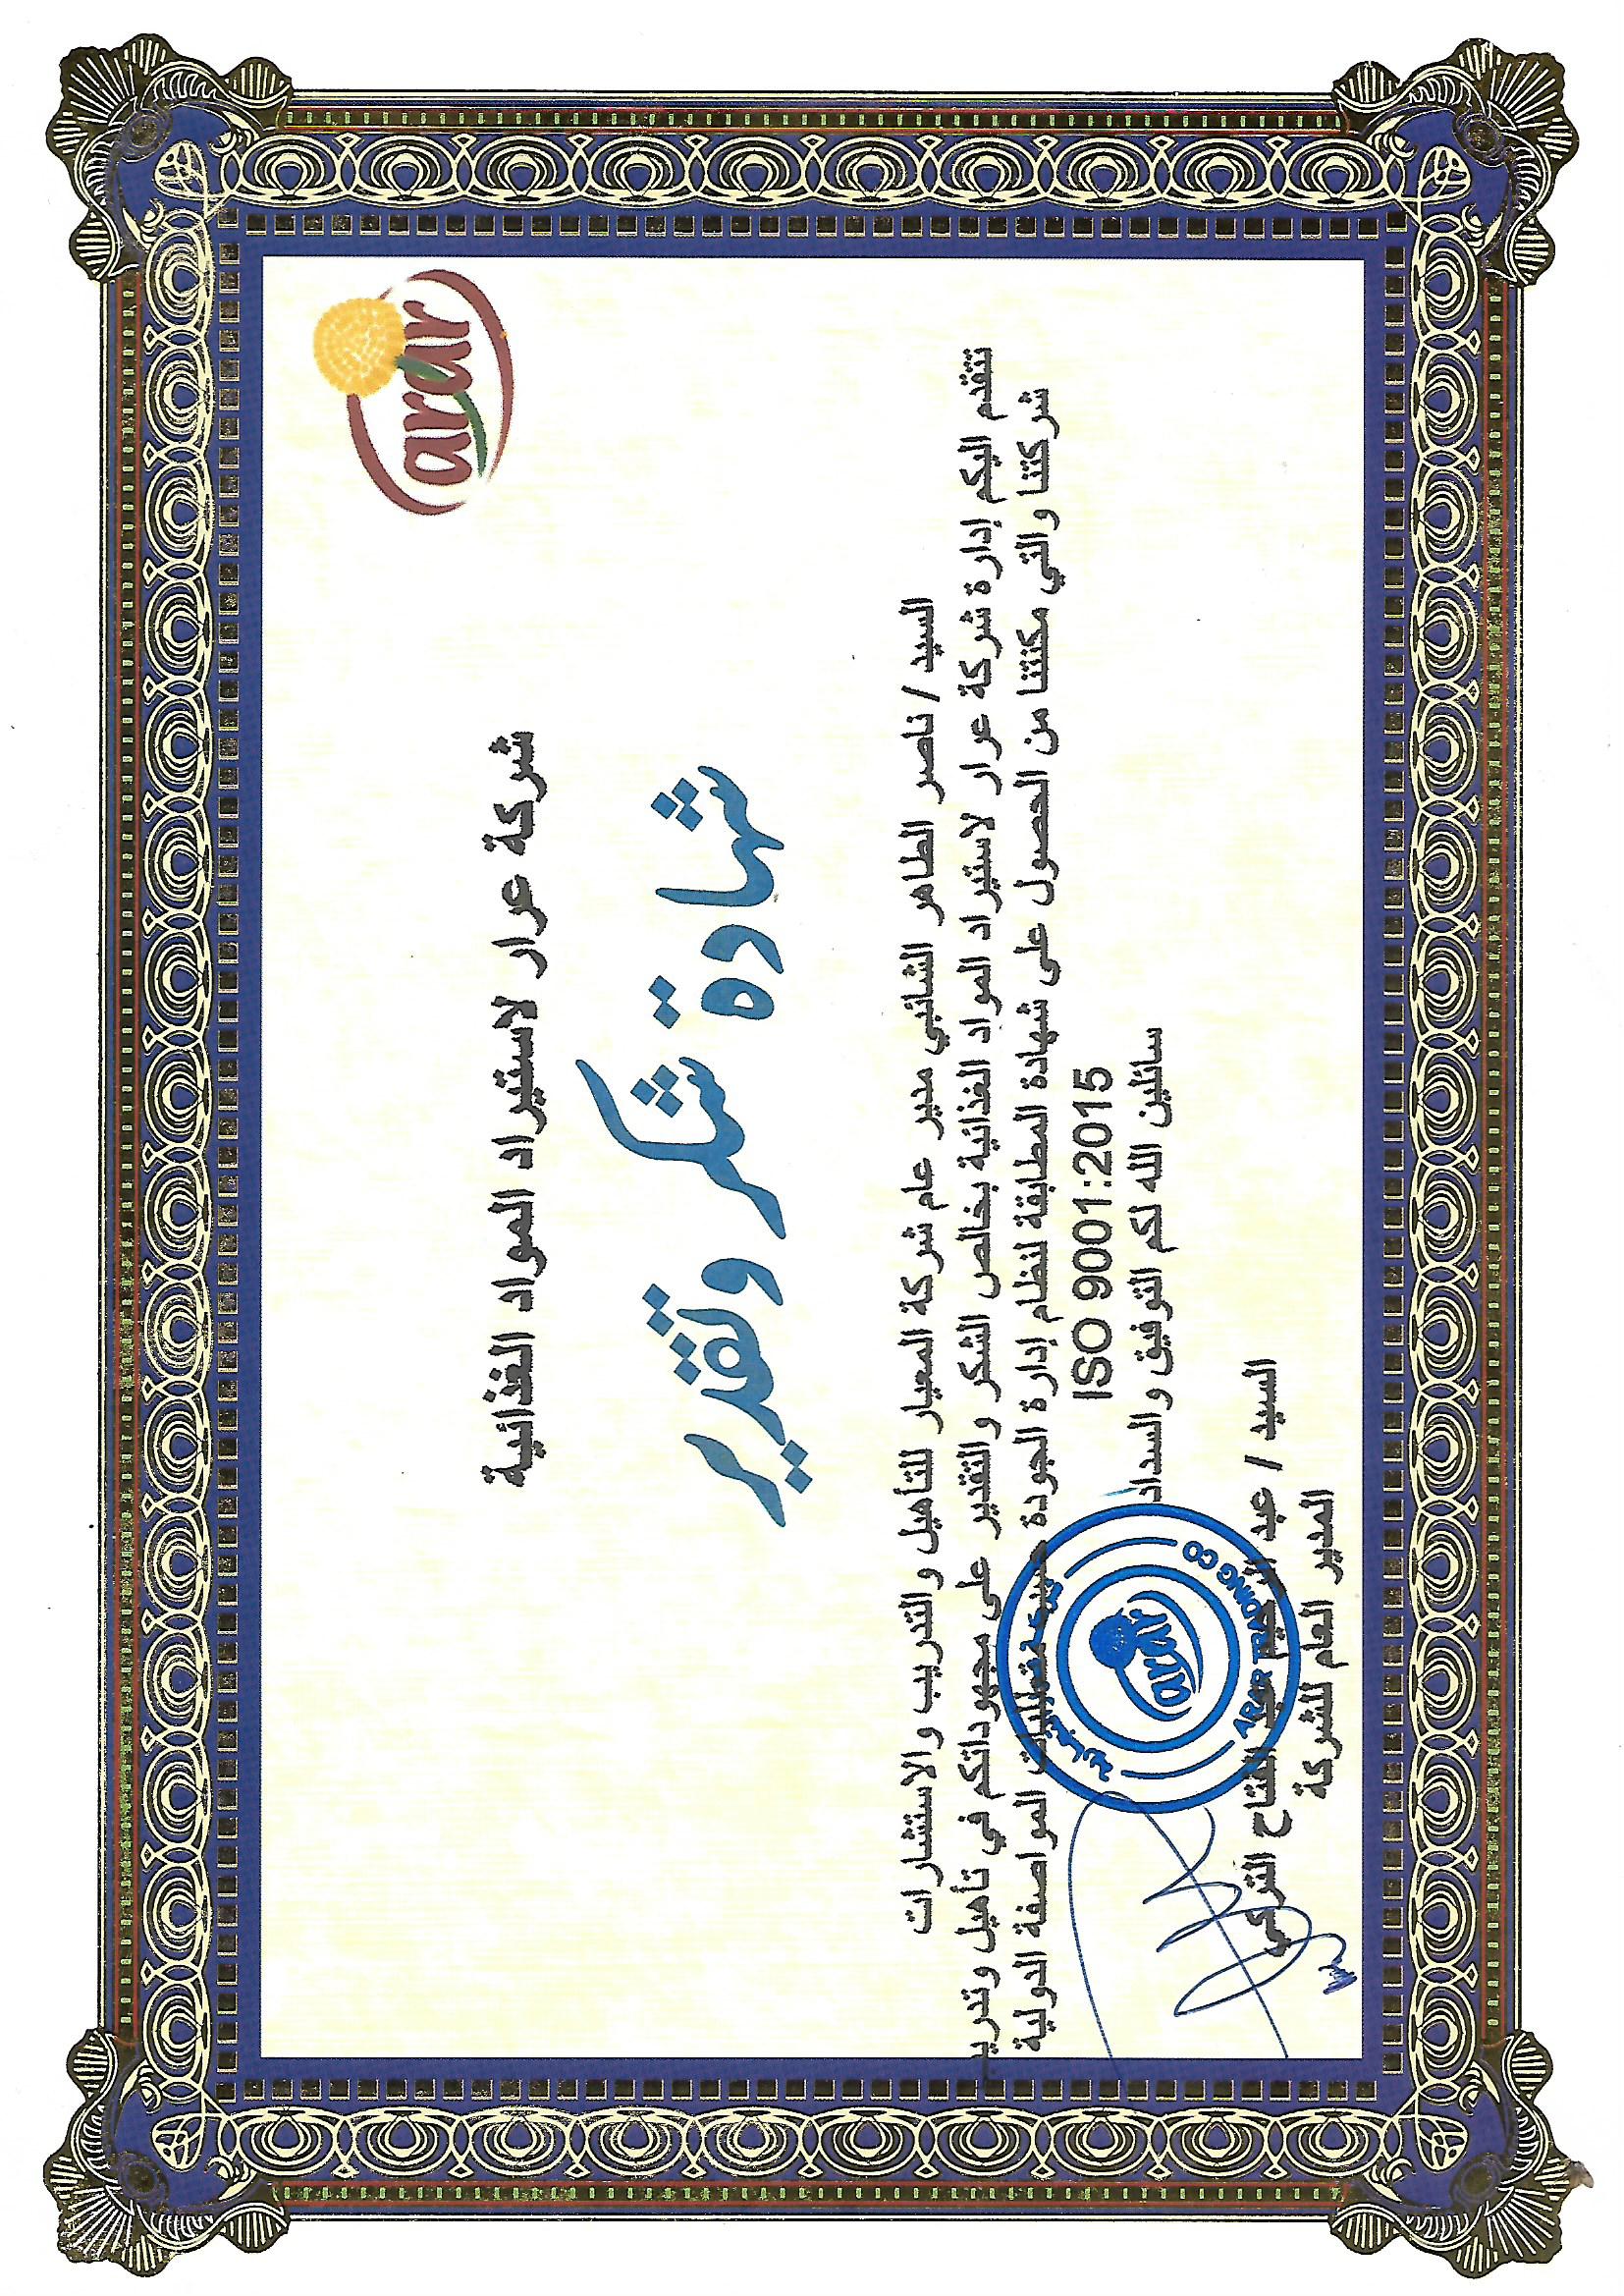 arar
شركة عرار لاستيراد المواد الغذائية
شهادة شكر وتقدير
السيد / ناصر الطاهر الشائبي مدير عام شركة المعيار للتأهيل والتدريب والاستشارات
تتقدم اليكم إدارة شركة عرار لاستيراد المواد الغذائية بخالص الشكر والتقدير على مجهوداتكم في تأهيل وتدريب
شركتنا والتي مكنتنا من الحصول على شهادة المطابقة لنظام إدارة الجودة حسب متطلبات المواصفة الدولية
ISO 9001:2015
سائلين الله لكم التوفيق والسداد
arar
ARAR TRADING CO
السيد / عبد الرحيم عبد الفتاح التركي
المدير العام للشركة